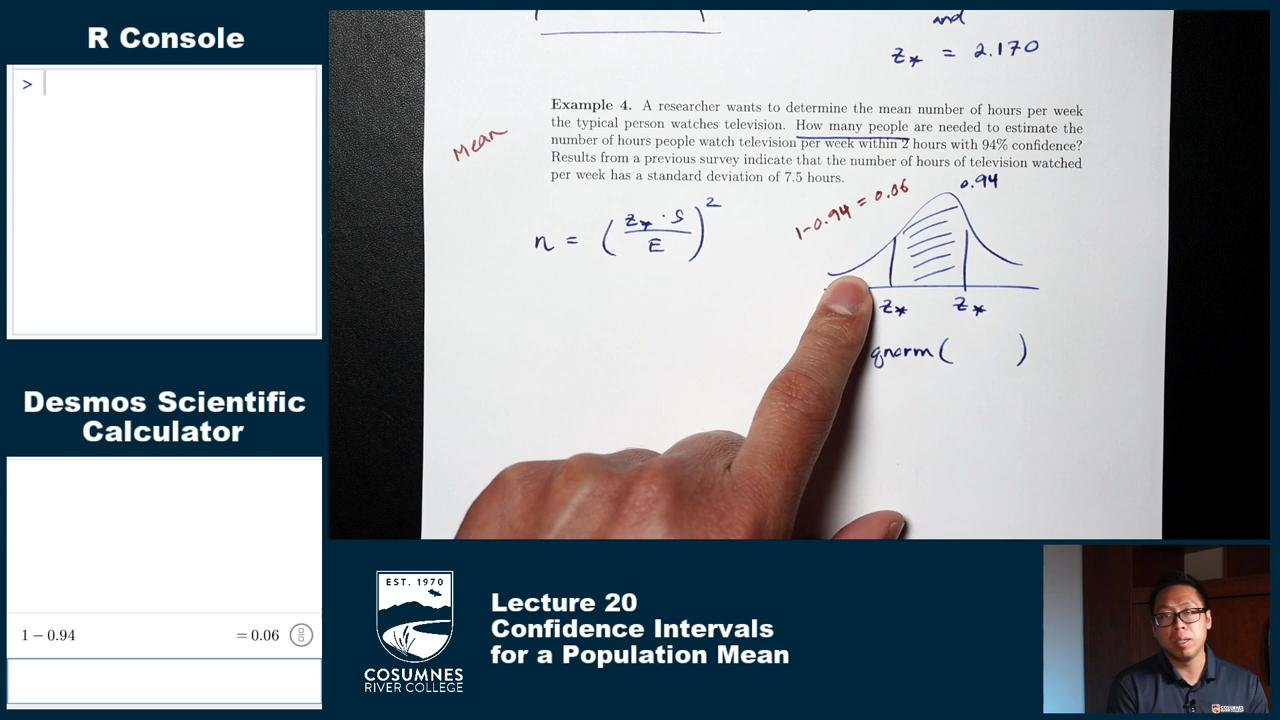 R Console
>
Desmos Scientific
Calculator
1 − 0.94
= 0.06
and
z* = 2.170
Mean
Example 4. A researcher wants to determine the mean number of hours per week
the typical person watches television. How many people are needed to estimate the
number of hours people watch television per week within 2 hours with 94% confidence?
Results from a previous survey indicate that the number of hours of television watched
per week has a standard deviation of 7.5 hours.
n = (z* · s / E)²
1-0.94 = 0.06
0.94
z* z*
qnorm( )
EST. 1970
COSUMNES
RIVER COLLEGE
Lecture 20
Confidence Intervals
for a Population Mean